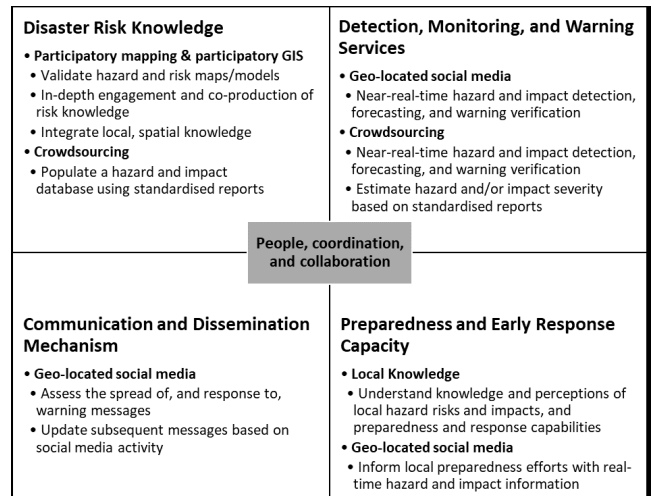 Disaster Risk Knowledge
• Participatory mapping & participatory GIS
• Validate hazard and risk maps/models
• In-depth engagement and co-production of
risk knowledge
• Integrate local, spatial knowledge
• Crowdsourcing
• Populate a hazard and impact
database using standardised reports
Detection, Monitoring, and Warning
Services
• Geo-located social media
• Near-real-time hazard and impact detection,
forecasting, and warning verification
• Crowdsourcing
• Near-real-time hazard and impact detection,
forecasting, and warning verification
• Estimate hazard and/or impact severity
based on standardised reports
People, coordination,
and collaboration
Communication and Dissemination
Mechanism
• Geo-located social media
• Assess the spread of, and response to,
warning messages
• Update subsequent messages based on
social media activity
Preparedness and Early Response
Capacity
• Local Knowledge
• Understand knowledge and perceptions of
local hazard risks and impacts, and
preparedness and response capabilities
• Geo-located social media
• Inform local preparedness efforts with real-
time hazard and impact information